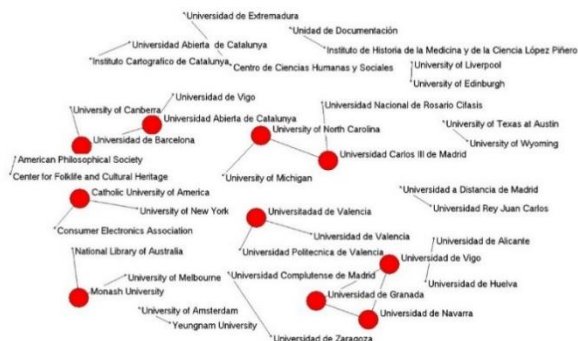 Universidad de Extremadura
Unidad de Documentación
Universidad Abierta de Catalunya
Instituto de Historia de la Medicina y de la Ciencia López Piñero
Instituto Cartografico de Catalunya
Centro de Ciencias Humanas y Sociales
University of Liverpool
University of Edinburgh
Universidad de Vigo
University of Canberra
Universidad Abierta de Catalunya
Universidad Nacional de Rosario Cifasis
University of North Carolina
University of Texas at Austin
Universidad de Barcelona
University of Wyoming
American Philosophical Society
Universidad Carlos III de Madrid
Center for Folklife and Cultural Heritage
University of Michigan
Catholic University of America
Universidad a Distancia de Madrid
University of New York
Universidad Rey Juan Carlos
Universitadad de Valencia
Consumer Electronics Association
Universidad de Valencia
National Library of Australia
Universidad Politecnica de Valencia
Universidad de Alicante
Universidad de Vigo
University of Melbourne
Universidad Complutense de Madrid
Universidad de Huelva
Monash University
Universidad de Granada
University of Amsterdam
Universidad de Navarra
Yeungnam University
Universidad de Zaragoza